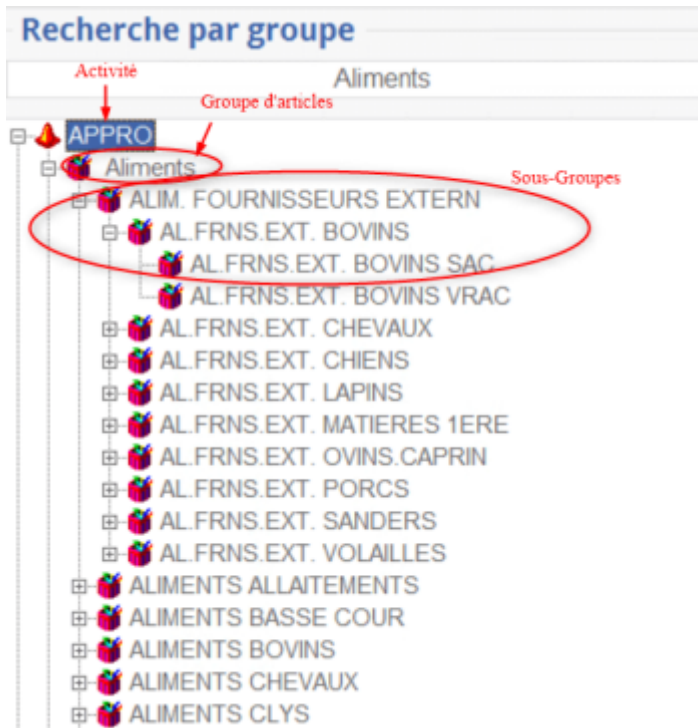 Recherche par groupe
Activité
Aliments
Groupe d'articles
APPRO
Aliments
Sous-Groupes
ALIM. FOURNISSEURS EXTERN
AL.FRNS.EXT. BOVINS
AL.FRNS.EXT. BOVINS SAC
AL.FRNS.EXT. BOVINS VRAC
AL.FRNS.EXT. CHEVAUX
AL.FRNS.EXT. CHIENS
AL.FRNS.EXT. LAPINS
AL.FRNS.EXT. MATIERES 1ERE
AL.FRNS.EXT. OVINS.CAPRIN
AL.FRNS.EXT. PORCS
AL.FRNS.EXT. SANDERS
AL.FRNS.EXT. VOLAILLES
ALIMENTS ALLAITEMENTS
ALIMENTS BASSE COUR
ALIMENTS BOVINS
ALIMENTS CHEVAUX
ALIMENTS CLYS